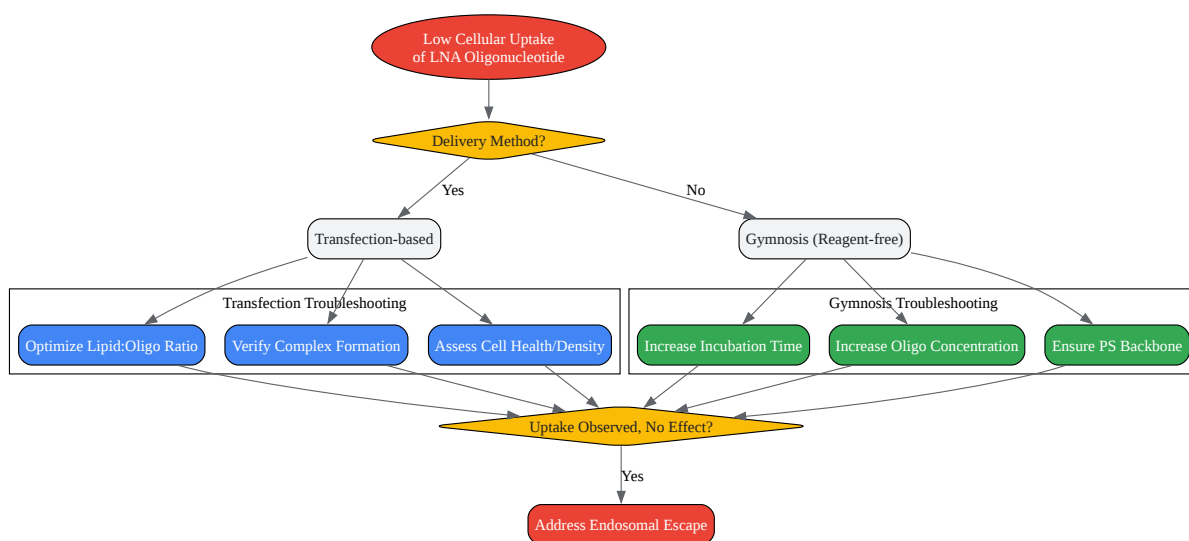 Low Cellular Uptake
of LNA Oligonucleotide
Delivery Method?
Yes
No
Transfection-based
Gymnosis (Reagent-free)
Transfection Troubleshooting
Gymnosis Troubleshooting
Optimize Lipid:Oligo Ratio
Verify Complex Formation
Assess Cell Health/Density
Increase Incubation Time
Increase Oligo Concentration
Ensure PS Backbone
Uptake Observed, No Effect?
Yes
Address Endosomal Escape